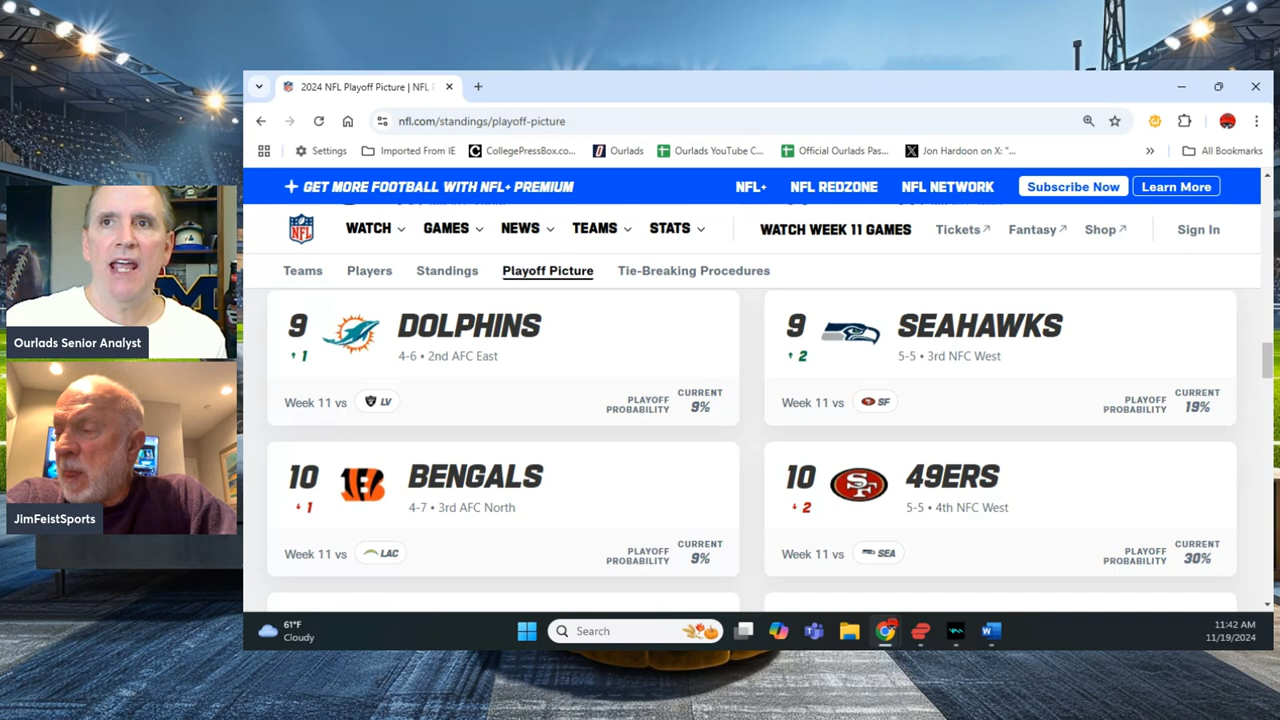 2024 NFL Playoff Picture | NFL
nfl.com/standings/playoff-picture
Settings
Imported From IE
CollegePressBox.co...
Ourlads
Ourlads YouTube C...
Official Ourlads Pas...
Jon Hardoon on X: "...
All Bookmarks
GET MORE FOOTBALL WITH NFL+ PREMIUM
NFL+
NFL REDZONE
NFL NETWORK
Subscribe Now
Learn More
NFL
WATCH
GAMES
NEWS
TEAMS
STATS
WATCH WEEK 11 GAMES
Tickets
Fantasy
Shop
Sign In
Teams
Players
Standings
Playoff Picture
Tie-Breaking Procedures
9
1
DOLPHINS
4-6 • 2nd AFC East
Week 11 vs
LV
PLAYOFF
PROBABILITY
CURRENT
9%
9
2
SEAHAWKS
5-5 • 3rd NFC West
Week 11 vs
SF
PLAYOFF
PROBABILITY
CURRENT
19%
10
1
BENGALS
4-7 • 3rd AFC North
Week 11 vs
LAC
PLAYOFF
PROBABILITY
CURRENT
9%
10
2
SF
49ERS
5-5 • 4th NFC West
Week 11 vs
SEA
PLAYOFF
PROBABILITY
CURRENT
30%
Ourlads Senior Analyst
JimFeistSports
61°F
Cloudy
Search
11:42 AM
11/19/2024